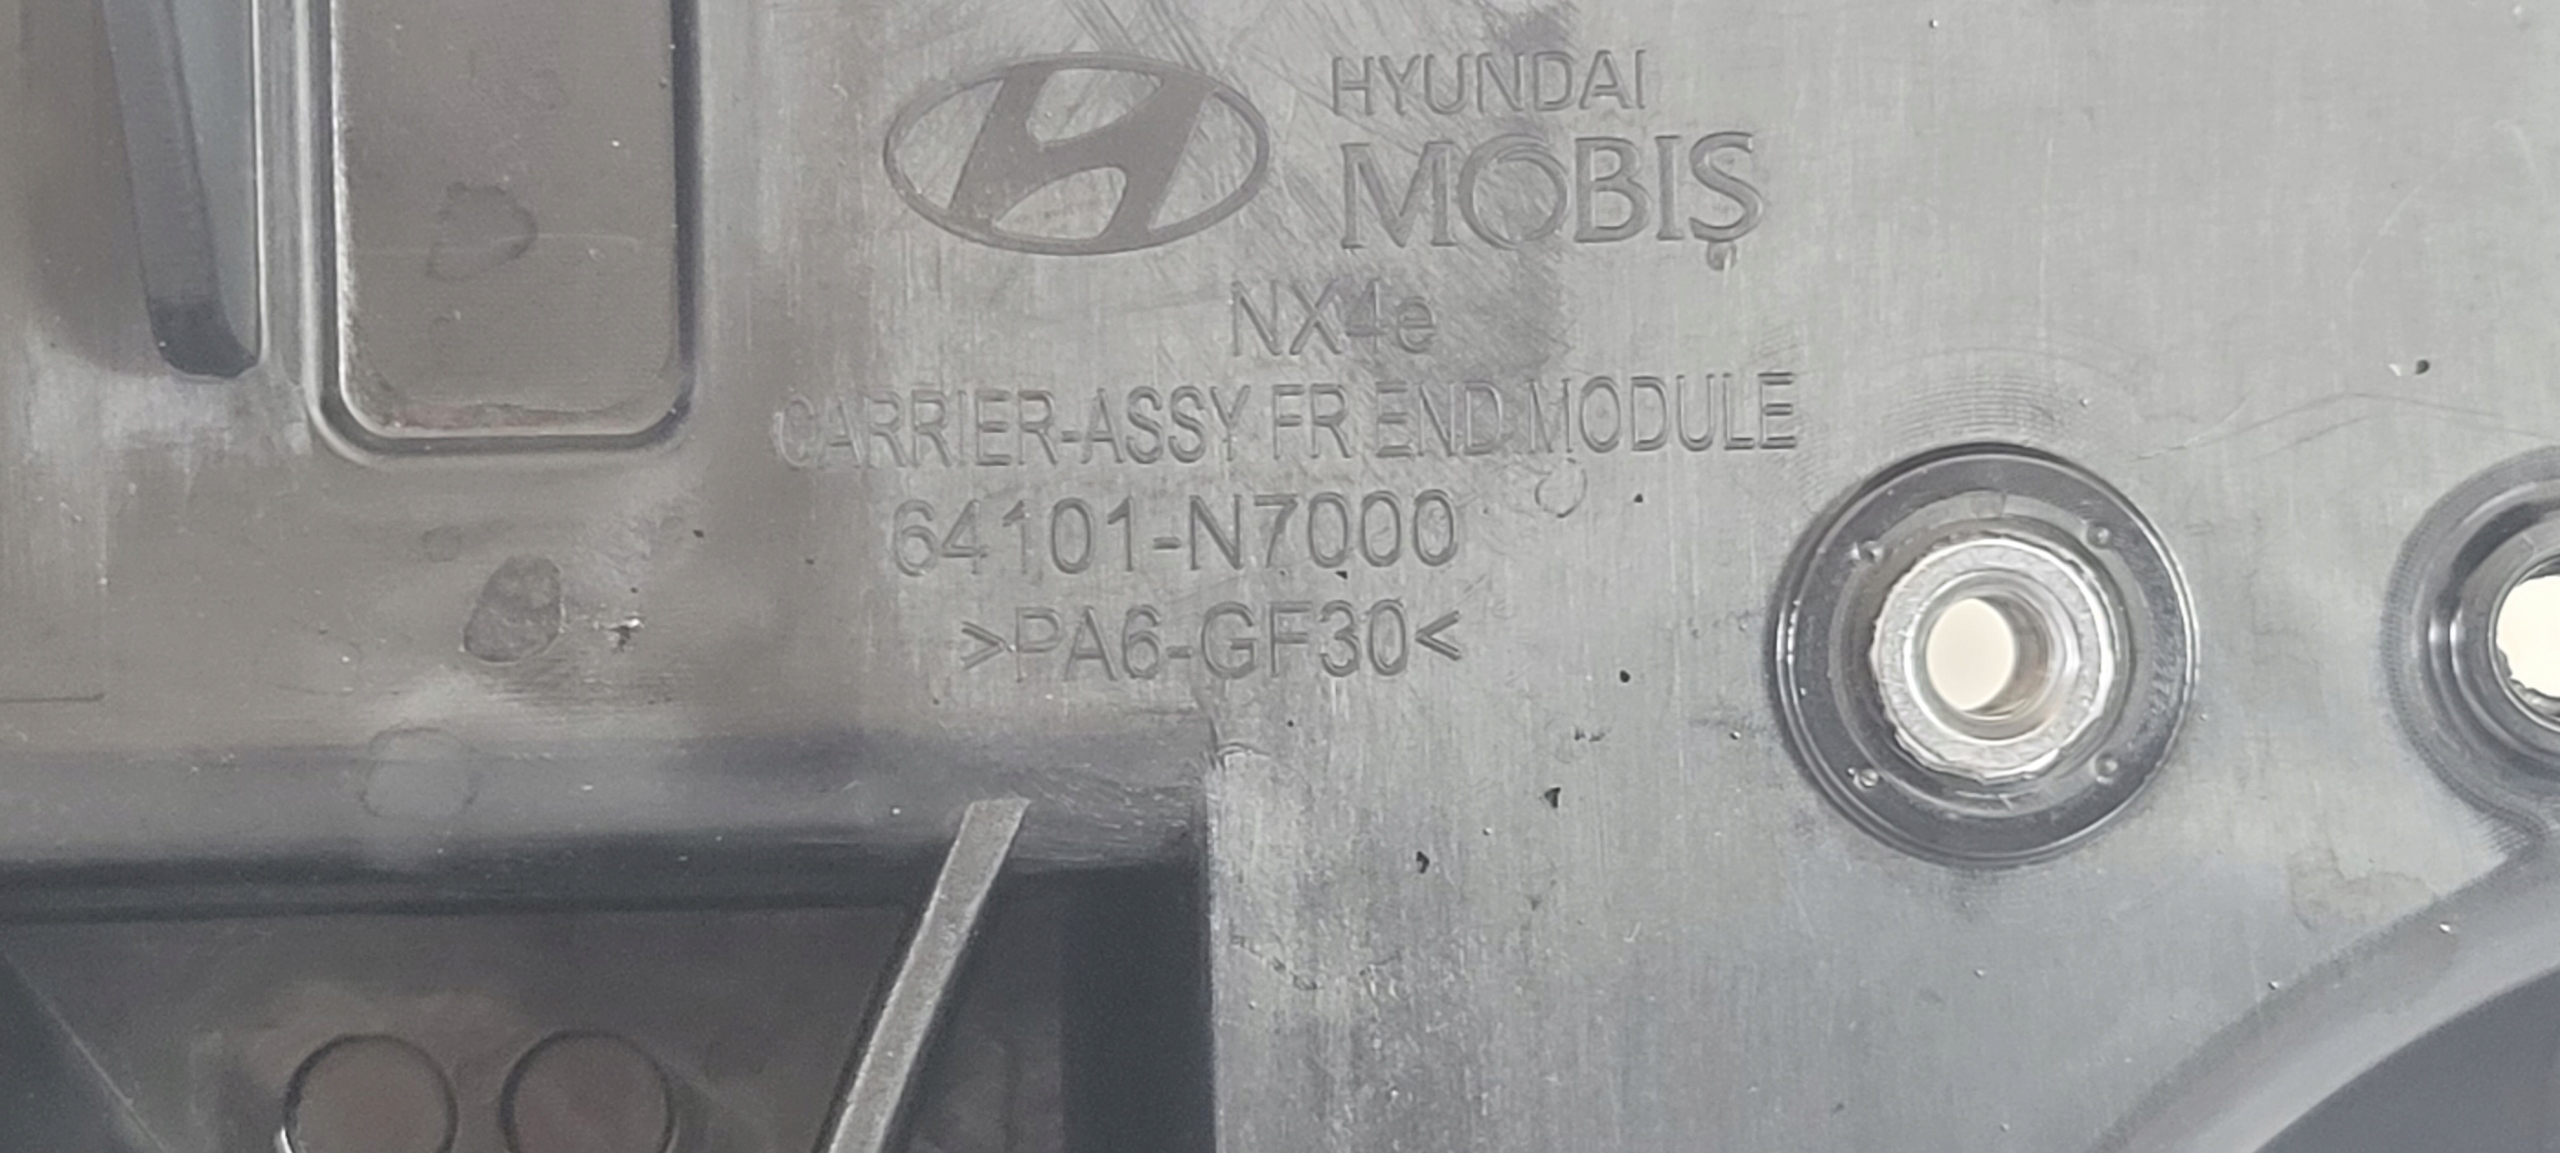 HYUNDAI
MOBIS
NX4e
CARRIER-ASSY FR END MODULE
64101-N7000
>PA6-GF30<